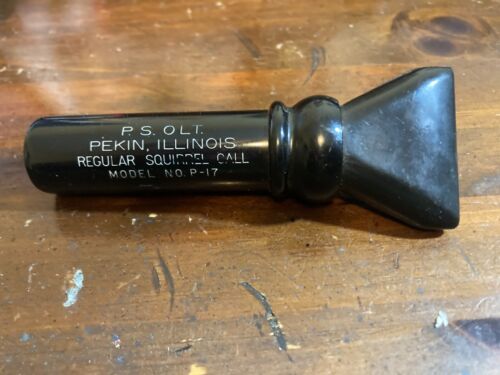 P.S. OLT.
PEKIN, ILLINOIS
REGULAR SQUIRREL CALL
MODEL NO. P-17